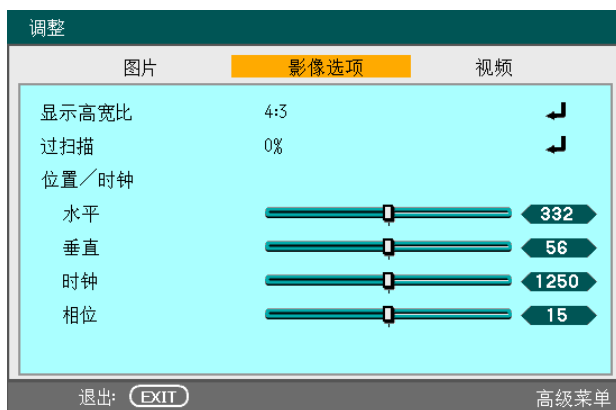 调整
图片 影像选项 视频
显示高宽比 4:3
过扫描 0%
位置／时钟
水平 332
垂直 56
时钟 1250
相位 15
退出: EXIT 高级菜单